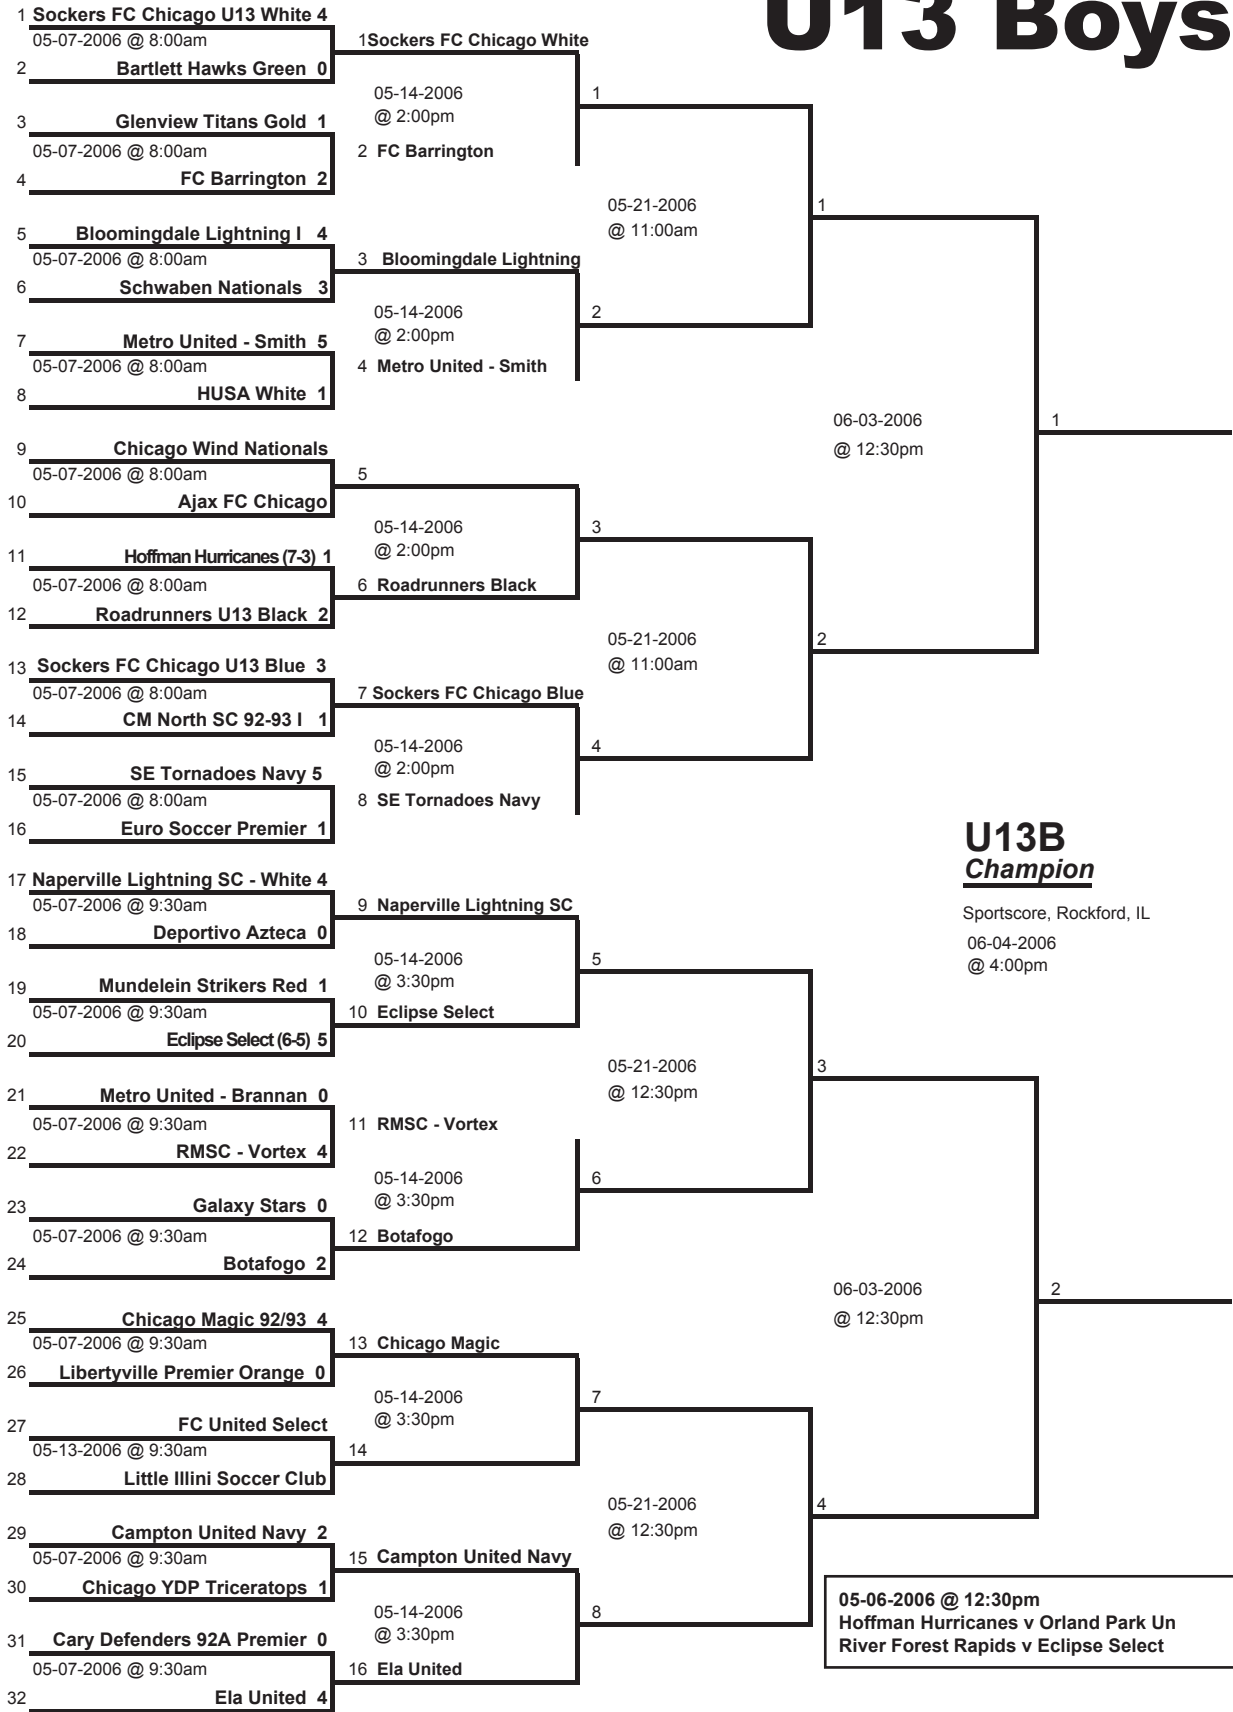 U13 Boys
1 Sockers FC Chicago U13 White 4
05-07-2006 @ 8:00am
2 Bartlett Hawks Green 0
3 Glenview Titans Gold 1
05-07-2006 @ 8:00am
4 FC Barrington 2
5 Bloomingdale Lightning I 4
05-07-2006 @ 8:00am
6 Schwaben Nationals 3
7 Metro United - Smith 5
05-07-2006 @ 8:00am
8 HUSA White 1
9 Chicago Wind Nationals
05-07-2006 @ 8:00am
10 Ajax FC Chicago
11 Hoffman Hurricanes (7-3) 1
05-07-2006 @ 8:00am
12 Roadrunners U13 Black 2
13 Sockers FC Chicago U13 Blue 3
05-07-2006 @ 8:00am
14 CM North SC 92-93 I 1
15 SE Tornadoes Navy 5
05-07-2006 @ 8:00am
16 Euro Soccer Premier 1
17 Naperville Lightning SC - White 4
05-07-2006 @ 9:30am
18 Deportivo Azteca 0
19 Mundelein Strikers Red 1
05-07-2006 @ 9:30am
20 Eclipse Select (6-5) 5
21 Metro United - Brannan 0
05-07-2006 @ 9:30am
22 RMSC - Vortex 4
23 Galaxy Stars 0
05-07-2006 @ 9:30am
24 Botafogo 2
25 Chicago Magic 92/93 4
05-07-2006 @ 9:30am
26 Libertyville Premier Orange 0
27 FC United Select
05-13-2006 @ 9:30am
28 Little Illini Soccer Club
29 Campton United Navy 2
05-07-2006 @ 9:30am
30 Chicago YDP Triceratops 1
31 Cary Defenders 92A Premier 0
05-07-2006 @ 9:30am
32 Ela United 4
1Sockers FC Chicago White
05-14-2006
@ 2:00pm
2 FC Barrington
3 Bloomingdale Lightning
05-14-2006
@ 2:00pm
4 Metro United - Smith
5
05-14-2006
@ 2:00pm
6 Roadrunners Black
7 Sockers FC Chicago Blue
05-14-2006
@ 2:00pm
8 SE Tornadoes Navy
9 Naperville Lightning SC
05-14-2006
@ 3:30pm
10 Eclipse Select
11 RMSC - Vortex
05-14-2006
@ 3:30pm
12 Botafogo
13 Chicago Magic
05-14-2006
@ 3:30pm
14
15 Campton United Navy
05-14-2006
@ 3:30pm
16 Ela United
1
05-21-2006
@ 11:00am
2
3
05-21-2006
@ 11:00am
4
5
05-21-2006
@ 12:30pm
6
7
05-21-2006
@ 12:30pm
8
1
06-03-2006
@ 12:30pm
2
3
06-03-2006
@ 12:30pm
4
1
U13B
Champion
Sportscore, Rockford, IL
06-04-2006
@ 4:00pm
2
05-06-2006 @ 12:30pm
Hoffman Hurricanes v Orland Park Un
River Forest Rapids v Eclipse Select